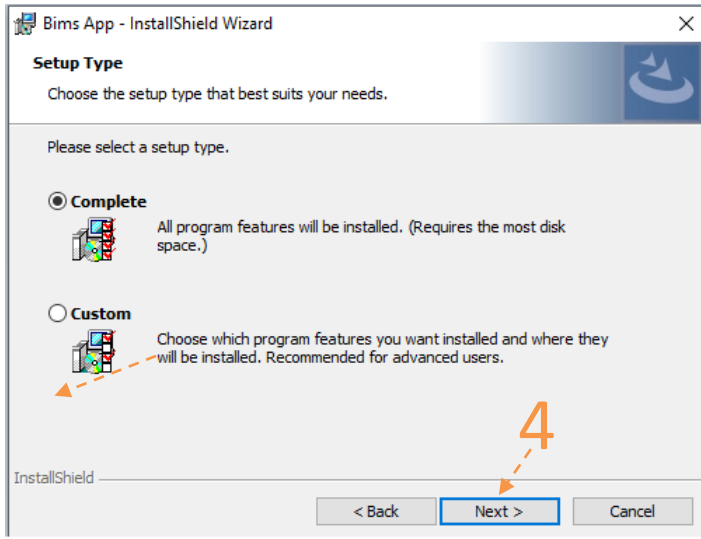 Bims App - InstallShield Wizard
Setup Type
Choose the setup type that best suits your needs.
Please select a setup type.
Complete
All program features will be installed. (Requires the most disk
space.)
Custom
Choose which program features you want installed and where they
will be installed. Recommended for advanced users.
4
InstallShield
< Back
Next >
Cancel